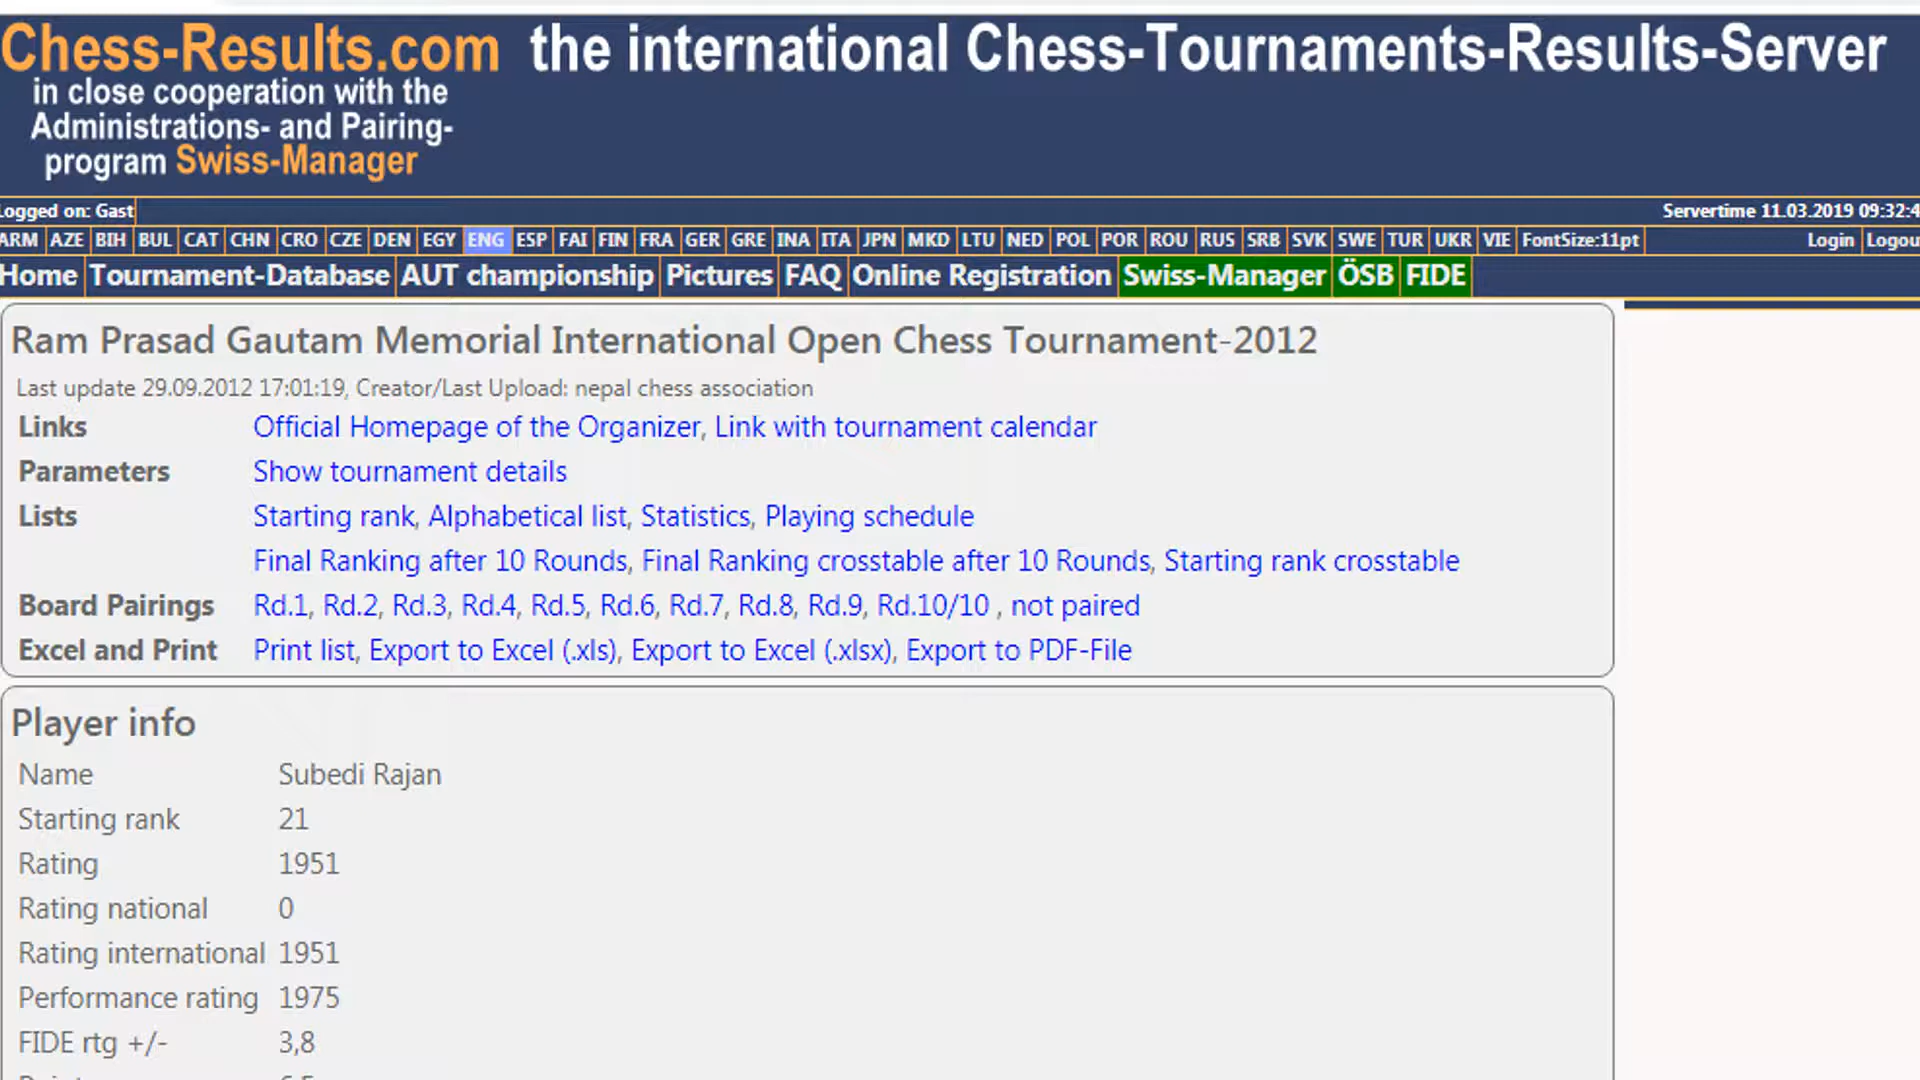 Chess-Results.com the international Chess-Tournaments-Results-Server
in close cooperation with the
Administrations- and Pairing-
program Swiss-Manager
Logged on: Gast Servertime 11.03.2019 09:32:4
ARM AZE BIH BUL CAT CHN CRO CZE DEN EGY ENG ESP FAI FIN FRA GER GRE INA ITA JPN MKD LTU NED POL POR ROU RUS SRB SVK SWE TUR UKR VIE FontSize:11pt Login Logou
Home Tournament-Database AUT championship Pictures FAQ Online Registration Swiss-Manager ÖSB FIDE
Ram Prasad Gautam Memorial International Open Chess Tournament-2012
Last update 29.09.2012 17:01:19, Creator/Last Upload: nepal chess association
Links Official Homepage of the Organizer, Link with tournament calendar
Parameters Show tournament details
Lists Starting rank, Alphabetical list, Statistics, Playing schedule
Final Ranking after 10 Rounds, Final Ranking crosstable after 10 Rounds, Starting rank crosstable
Board Pairings Rd.1, Rd.2, Rd.3, Rd.4, Rd.5, Rd.6, Rd.7, Rd.8, Rd.9, Rd.10/10 , not paired
Excel and Print Print list, Export to Excel (.xls), Export to Excel (.xlsx), Export to PDF-File
Player info
Name Subedi Rajan
Starting rank 21
Rating 1951
Rating national 0
Rating international 1951
Performance rating 1975
FIDE rtg +/- 3,8